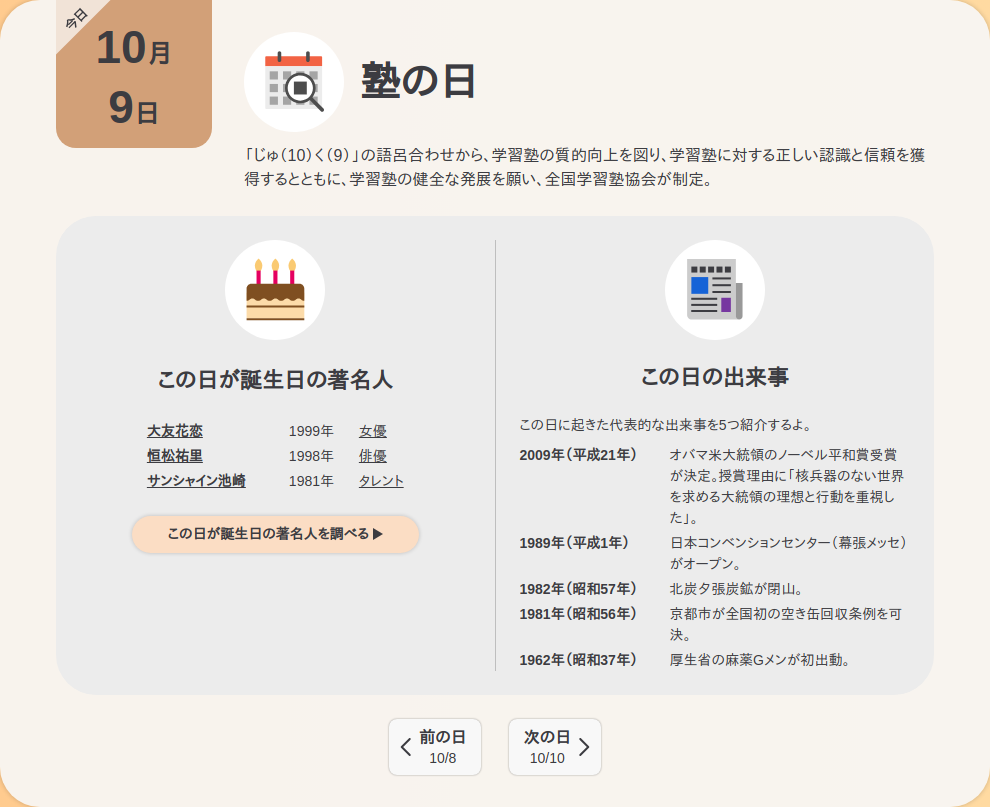 今日
10月
9日
塾の日
「じゅ(10)く(9)」の語呂合わせから、学習塾の質的向上を図り、学習塾に対する正しい認識と信頼を獲
得するとともに、学習塾の健全な発展を願い、全国学習塾協会が制定。
この日が誕生日の著名人
大友花恋 1999年 女優
恒松祐里 1998年 俳優
サンシャイン池崎 1981年 タレント
この日が誕生日の著名人を調べる▶
この日の出来事
この日に起きた代表的な出来事を5つ紹介するよ。
2009年(平成21年) オバマ米大統領のノーベル平和賞受賞
が決定。授賞理由に「核兵器のない世界
を求める大統領の理想と行動を重視し
た」。
1989年(平成1年) 日本コンベンションセンター(幕張メッセ)
がオープン。
1982年(昭和57年) 北炭夕張炭鉱が閉山。
1981年(昭和56年) 京都市が全国初の空き缶回収条例を可
決。
1962年(昭和37年) 厚生省の麻薬Gメンが初出動。
前の日
10/8
次の日
10/10